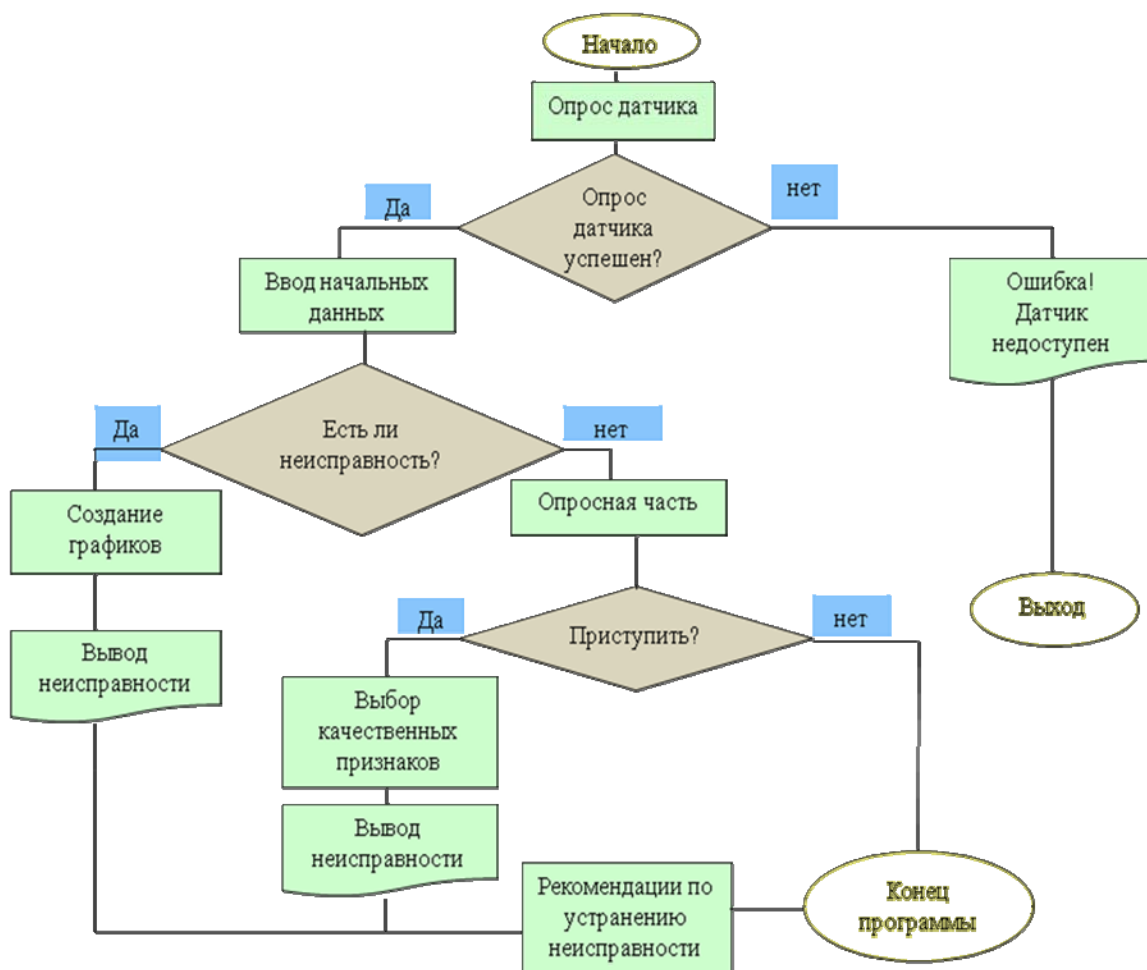 Начало
Опрос датчика
Да
нет
Опрос
датчика
успешен?
Ввод начальных
данных
Ошибка!
Датчик
недоступен
Да
Есть ли
неисправность?
нет
Создание
графиков
Опросная часть
Да
Приступить?
нет
Выход
Вывод
неисправности
Выбор
качественных
признаков
Вывод
неисправности
Рекомендации по
устранению
неисправности
Конец
программы